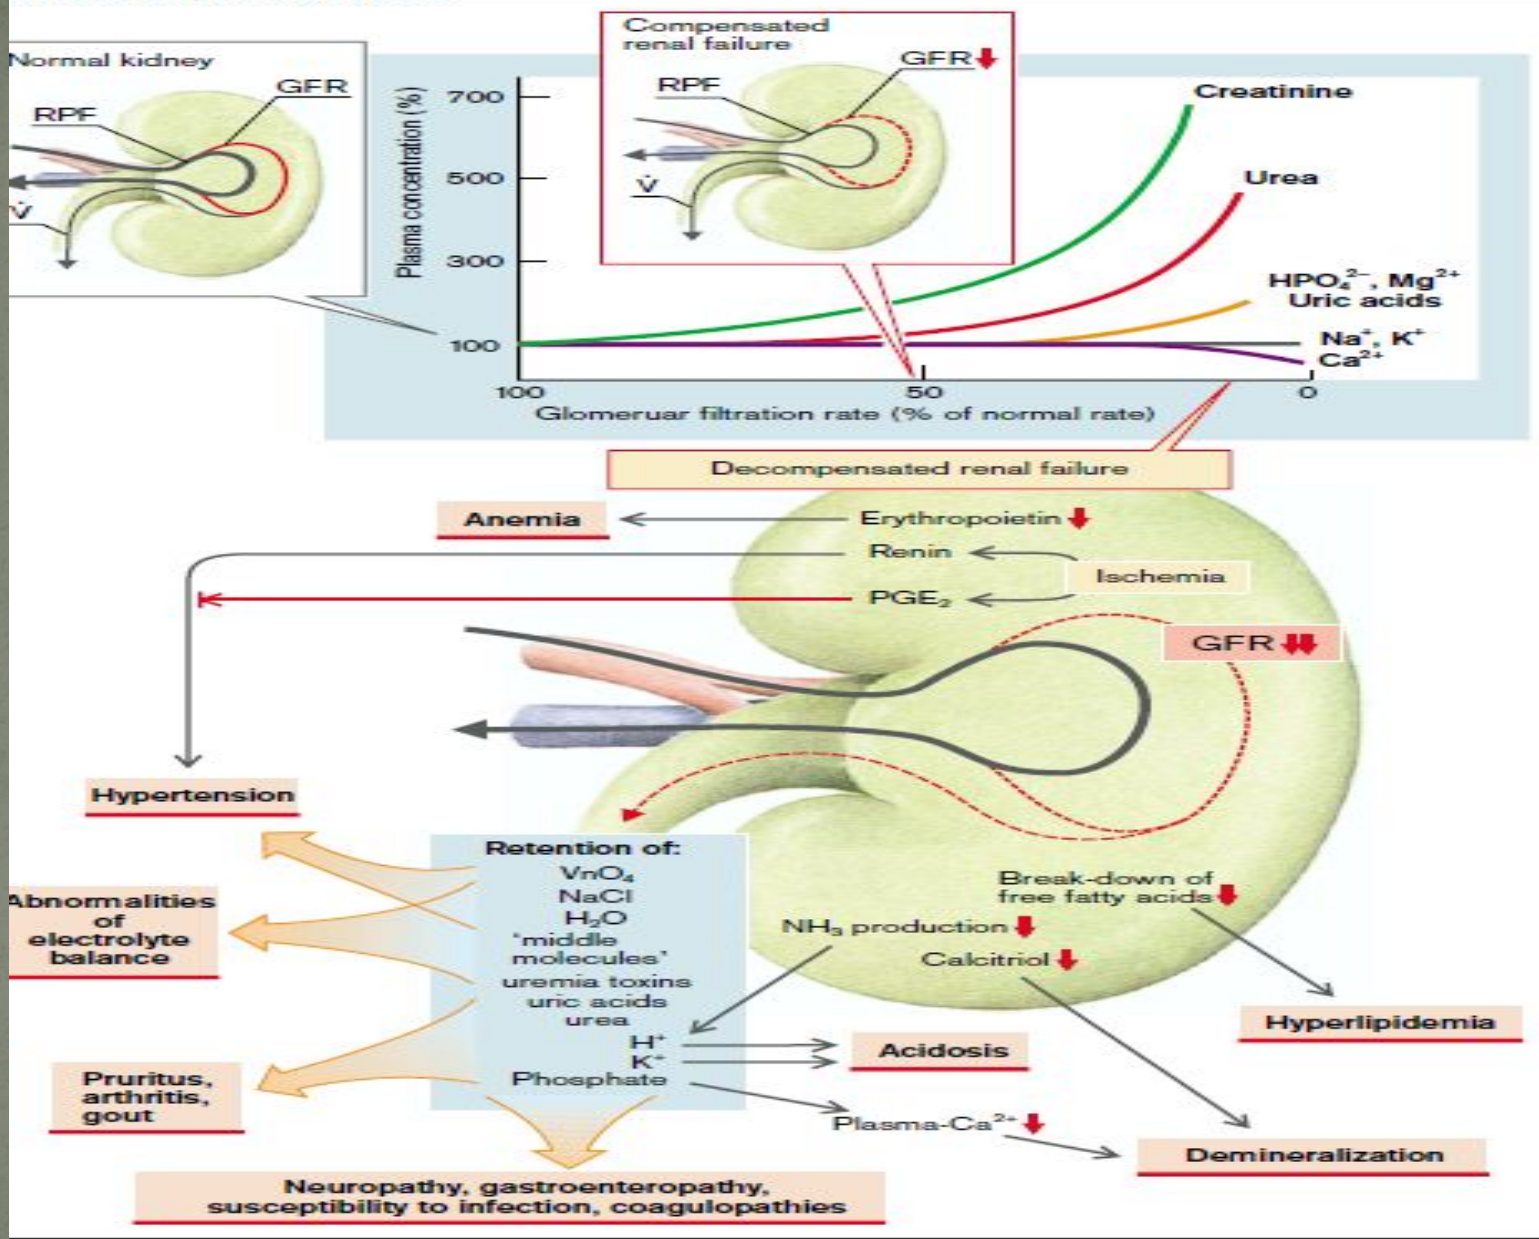 Normal kidney
GFR
RPF
V̇
Compensated
renal failure
GFR
RPF
V̇
Plasma concentration (%)
700
500
300
100
Creatinine
Urea
HPO₄²⁻, Mg²⁺
Uric acids
Na⁺, K⁺
Ca²⁺
100
50
0
Glomeruar filtration rate (% of normal rate)
Decompensated renal failure
Anemia
Erythropoietin
Renin
Ischemia
PGE₂
GFR
Hypertension
Retention of:
VnO₄
NaCl
H₂O
'middle
molecules'
uremia toxins
uric acids
urea
H⁺
K⁺
Phosphate
Abnormalities
of
electrolyte
balance
Break-down of
free fatty acids
NH₃ production
Calcitriol
Hyperlipidemia
Acidosis
Pruritus,
arthritis,
gout
Plasma-Ca²⁺
Demineralization
Neuropathy, gastroenteropathy,
susceptibility to infection, coagulopathies